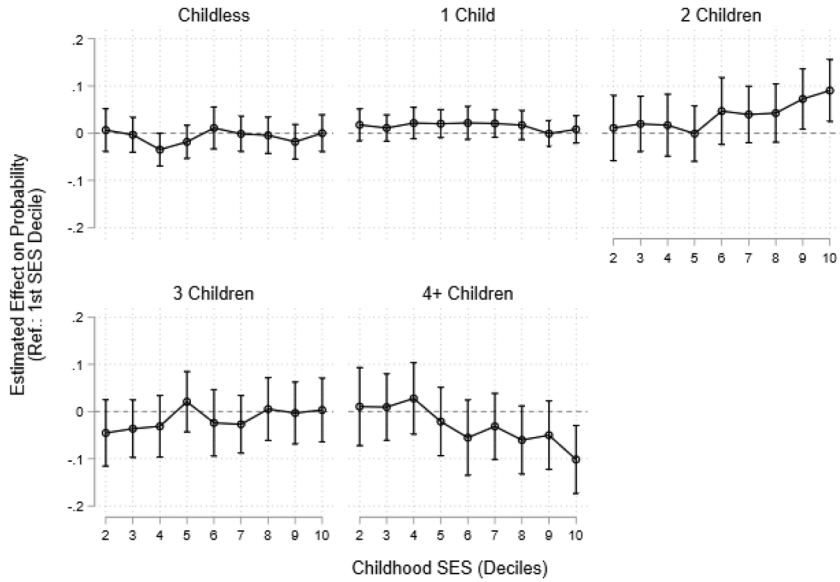 Childless
1 Child
2 Children
.2
.1
0
-.1
-.2
2 3 4 5 6 7 8 9 10
3 Children
4+ Children
.2
.1
0
-.1
-.2
2 3 4 5 6 7 8 9 10
2 3 4 5 6 7 8 9 10
Estimated Effect on Probability
(Ref.: 1st SES Decile)
Childhood SES (Deciles)